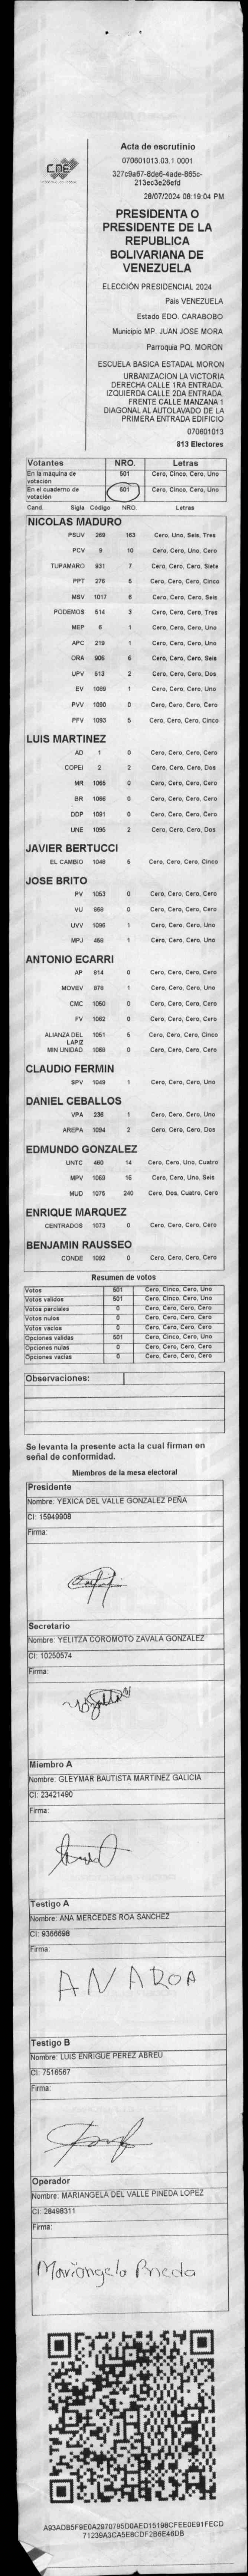 CNE
Acta de escrutinio
070601013.03.1.0001
327c9a67-8de6-4ade-865c-
213ec3e26efd
28/07/2024 08:19:04 PM
PRESIDENTA O
PRESIDENTE DE LA
REPUBLICA
BOLIVARIANA DE
VENEZUELA
ELECCIÓN PRESIDENCIAL 2024
Pais VENEZUELA
Estado EDO. CARABOBO
Municipio MP. JUAN JOSE MORA
Parroquia PQ. MORON
ESCUELA BASICA ESTADAL MORON
URBANIZACION LA VICTORIA
DERECHA CALLE 1RA ENTRADA.
IZQUIERDA CALLE 2DA ENTRADA.
FRENTE CALLE MANZANA 1
DIAGONAL AL AUTOLAVADO DE LA
PRIMERA ENTRADA EDIFICIO
070601013
813 Electores
Votantes NRO. Letras
En la máquina de votación 501 Cero, Cinco, Cero, Uno
En el cuaderno de votación 501 Cero, Cinco, Cero, Uno
Cand. Sigla Código NRO. Letras
NICOLAS MADURO
PSUV 269 163 Cero, Uno, Seis, Tres
PCV 9 10 Cero, Cero, Uno, Cero
TUPAMARO 931 7 Cero, Cero, Cero, Siete
PPT 276 5 Cero, Cero, Cero, Cinco
MSV 1017 6 Cero, Cero, Cero, Seis
PODEMOS 514 3 Cero, Cero, Cero, Tres
MEP 6 1 Cero, Cero, Cero, Uno
APC 219 1 Cero, Cero, Cero, Uno
ORA 906 6 Cero, Cero, Cero, Seis
UPV 513 2 Cero, Cero, Cero, Dos
EV 1089 1 Cero, Cero, Cero, Uno
PVV 1090 0 Cero, Cero, Cero, Cero
PFV 1093 5 Cero, Cero, Cero, Cinco
LUIS MARTINEZ
AD 1 0 Cero, Cero, Cero, Cero
COPEI 2 2 Cero, Cero, Cero, Dos
MR 1065 0 Cero, Cero, Cero, Cero
BR 1066 0 Cero, Cero, Cero, Cero
DDP 1091 0 Cero, Cero, Cero, Cero
UNE 1095 2 Cero, Cero, Cero, Dos
JAVIER BERTUCCI
EL CAMBIO 1048 5 Cero, Cero, Cero, Cinco
JOSE BRITO
PV 1053 0 Cero, Cero, Cero, Cero
VU 969 0 Cero, Cero, Cero, Cero
UVV 1096 1 Cero, Cero, Cero, Uno
MPJ 468 1 Cero, Cero, Cero, Uno
ANTONIO ECARRI
AP 914 0 Cero, Cero, Cero, Cero
MOVEV 978 1 Cero, Cero, Cero, Uno
CMC 1060 0 Cero, Cero, Cero, Cero
FV 1062 0 Cero, Cero, Cero, Cero
ALIANZA DEL LAPIZ 1051 5 Cero, Cero, Cero, Cinco
MIN UNIDAD 1069 0 Cero, Cero, Cero, Cero
CLAUDIO FERMIN
SPV 1049 1 Cero, Cero, Cero, Uno
DANIEL CEBALLOS
VPA 236 1 Cero, Cero, Cero, Uno
AREPA 1094 2 Cero, Cero, Cero, Dos
EDMUNDO GONZALEZ
UNTC 460 14 Cero, Cero, Uno, Cuatro
MPV 1069 16 Cero, Cero, Uno, Seis
MUD 1075 240 Cero, Dos, Cuatro, Cero
ENRIQUE MARQUEZ
CENTRADOS 1073 0 Cero, Cero, Cero, Cero
BENJAMIN RAUSSEO
CONDE 1092 0 Cero, Cero, Cero, Cero
Resumen de votos
Votos 501 Cero, Cinco, Cero, Uno
Votos validos 501 Cero, Cinco, Cero, Uno
Votos parciales 0 Cero, Cero, Cero, Cero
Votos nulos 0 Cero, Cero, Cero, Cero
Votos vacios 0 Cero, Cero, Cero, Cero
Opciones validas 501 Cero, Cinco, Cero, Uno
Opciones nulas 0 Cero, Cero, Cero, Cero
Opciones vacias 0 Cero, Cero, Cero, Cero
Observaciones:
Se levanta la presente acta la cual firman en
señal de conformidad.
Miembros de la mesa electoral
Presidente
Nombre: YEXICA DEL VALLE GONZALEZ PEÑA
CI: 15949908
Firma:
Secretario
Nombre: YELITZA COROMOTO ZAVALA GONZALEZ
CI: 10250574
Firma:
Miembro A
Nombre: GLEYMAR BAUTISTA MARTINEZ GALICIA
CI: 23421490
Firma:
Testigo A
Nombre: ANA MERCEDES ROA SANCHEZ
CI: 9366698
Firma:
ANA ROA
Testigo B
Nombre: LUIS ENRIGUE PEREZ ABREU
CI: 7516567
Firma:
Operador
Nombre: MARIANGELA DEL VALLE PINEDA LOPEZ
CI: 28498311
Firma:
Mariangela Pineda
A93ADB5F9E0A2970795D0AED15198CFEE0E91FECD
71239A3CA5E8CDF2B6E46DB